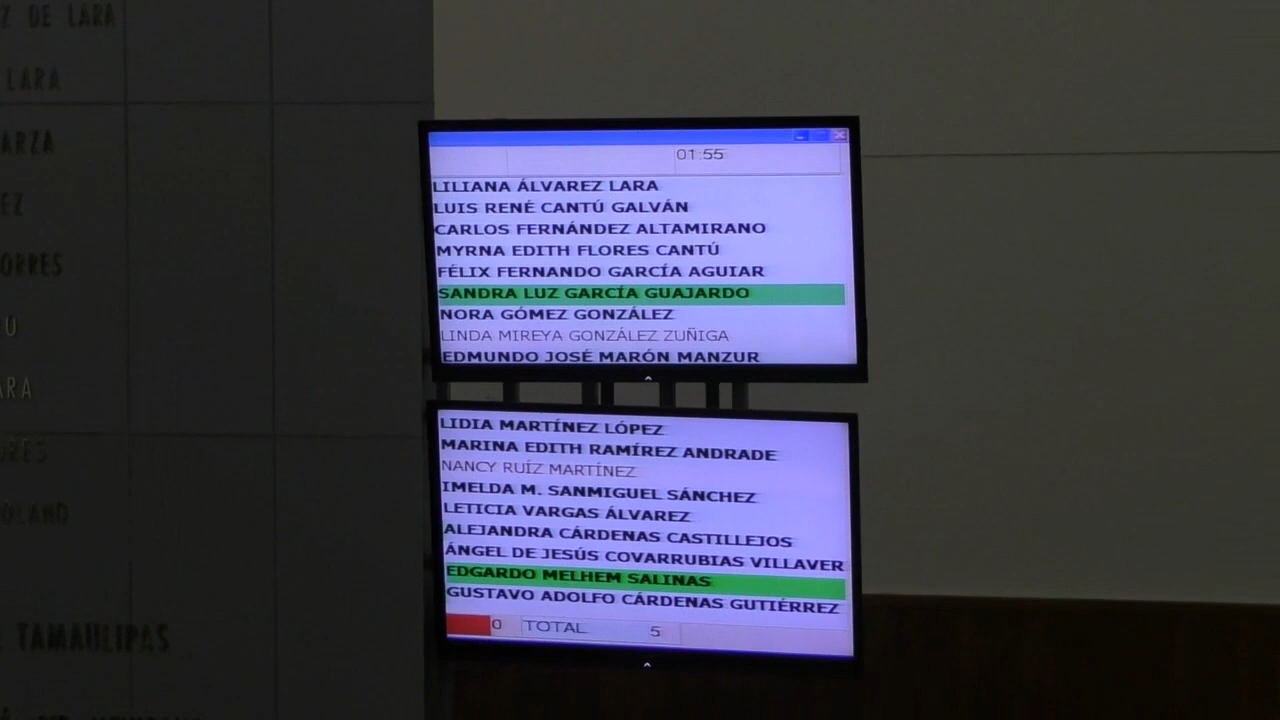 Z DE LARA
LARA
ARZA
EZ
ORRES
ARA
TAMAULIPAS
01:55
LILIANA ÁLVAREZ LARA
LUIS RENÉ CANTÚ GALVÁN
CARLOS FERNÁNDEZ ALTAMIRANO
MYRNA EDITH FLORES CANTÚ
FÉLIX FERNANDO GARCÍA AGUIAR
SANDRA LUZ GARCÍA GUAJARDO
NORA GÓMEZ GONZÁLEZ
LINDA MIREYA GONZÁLEZ ZUÑIGA
EDMUNDO JOSÉ MARÓN MANZUR
LIDIA MARTÍNEZ LÓPEZ
MARINA EDITH RAMÍREZ ANDRADE
NANCY RUÍZ MARTÍNEZ
IMELDA M. SANMIGUEL SÁNCHEZ
LETICIA VARGAS ÁLVAREZ
ALEJANDRA CÁRDENAS CASTILLEJOS
ÁNGEL DE JESÚS COVARRUBIAS VILLAVER
EDGARDO MELHEM SALINAS
GUSTAVO ADOLFO CÁRDENAS GUTIÉRREZ
0 TOTAL 5